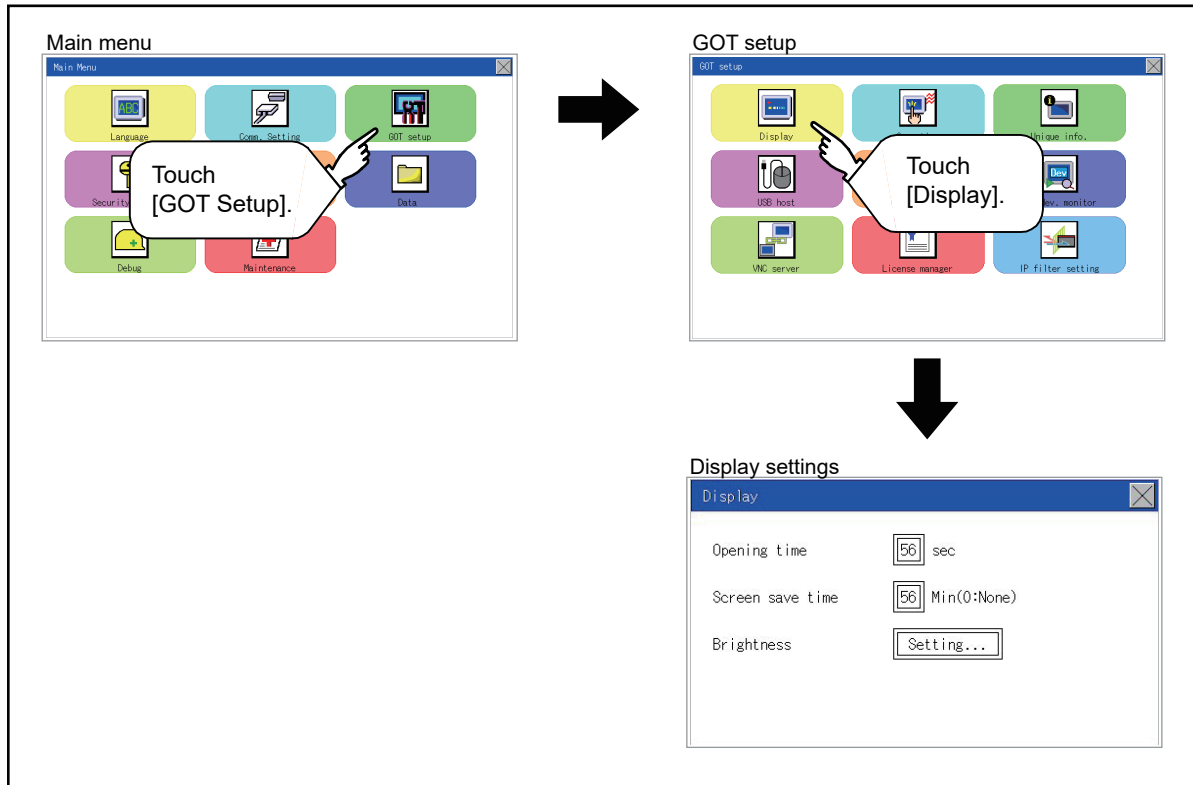 Main menu
Main Menu
ABC
Language
Comm. Setting
GOT setup
Touch
[GOT Setup].
Security
Data
Debug
Maintenance
GOT setup
GOT setup
Display
Unique info.
Touch
[Display].
USB host
Dev
dev. monitor
VNC server
License manager
IP filter setting
Display settings
Display
Opening time 56 sec
Screen save time 56 Min(0:None)
Brightness Setting...